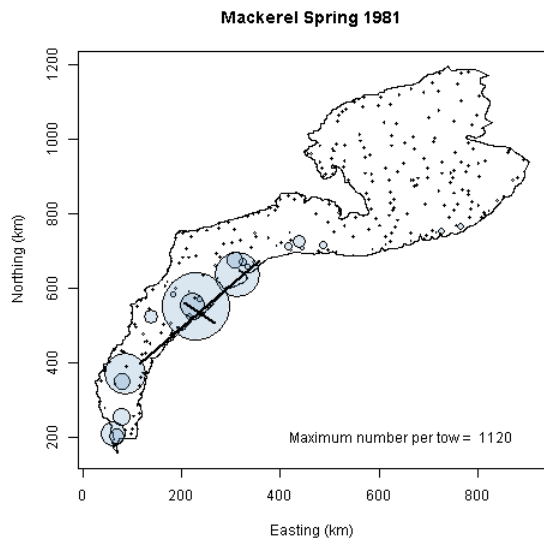 Mackerel Spring 1981
1200
1000
800
600
400
200
Northing (km)
Maximum number per tow = 1120
0 200 400 600 800
Easting (km)